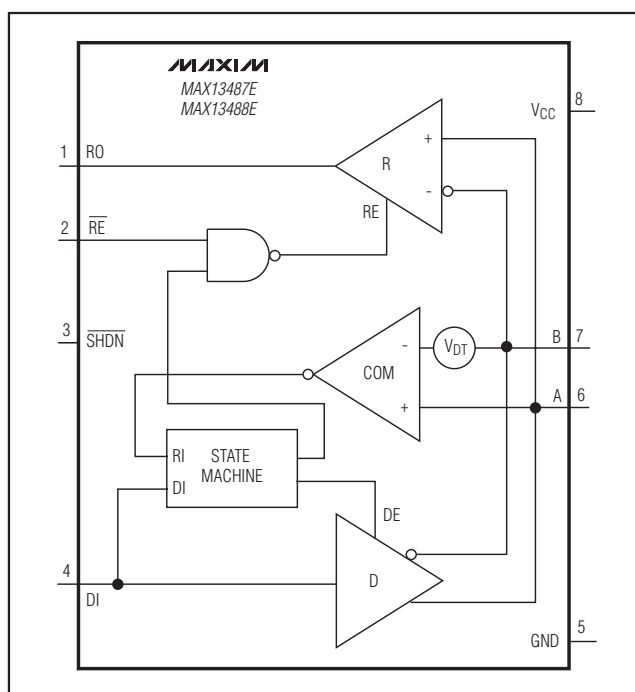 MAXIM
MAX13487E
MAX13488E
8
VCC
1
RO
R
+
-
RE
2
RE
3
SHDN
-
VDT
B
7
COM
+
A
6
RI
STATE
MACHINE
DI
DE
4
DI
D
5
GND